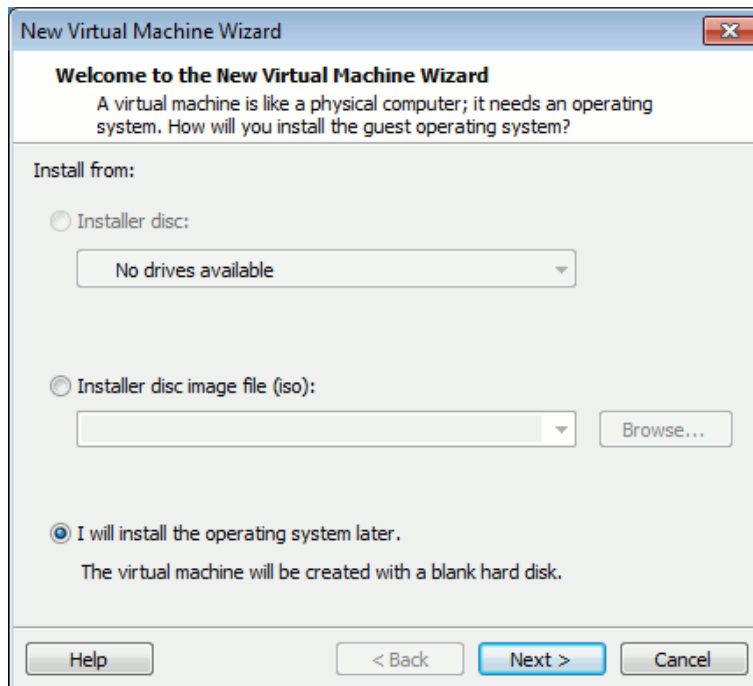 New Virtual Machine Wizard
Welcome to the New Virtual Machine Wizard
A virtual machine is like a physical computer; it needs an operating
system. How will you install the guest operating system?
Install from:
Installer disc:
No drives available
Installer disc image file (iso):
Browse...
I will install the operating system later.
The virtual machine will be created with a blank hard disk.
Help
< Back
Next >
Cancel